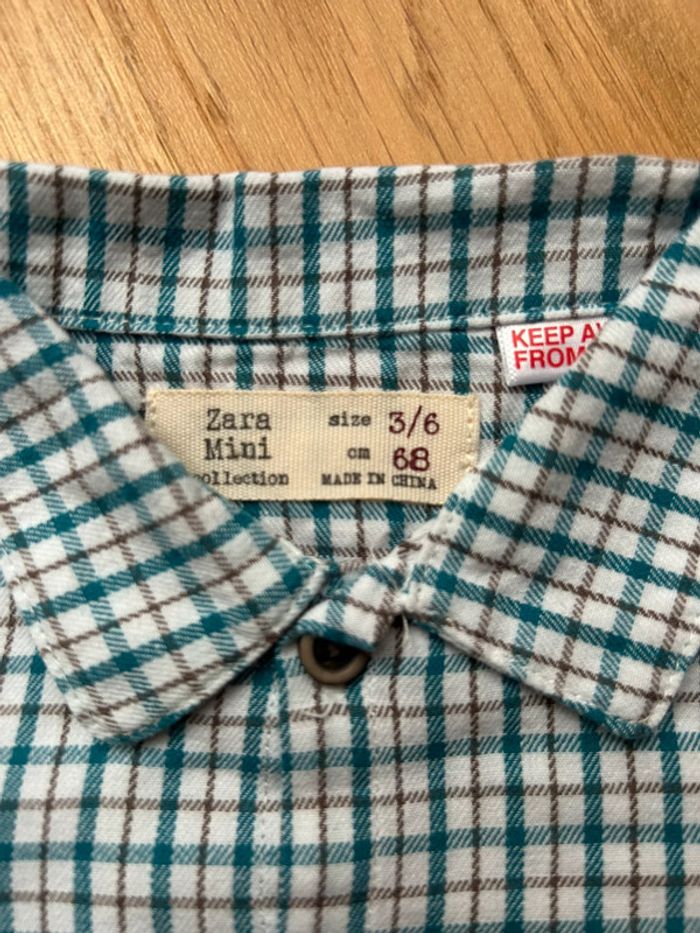 KEEP
FROM
Zara
Mini
collection
size 3/6
cm 68
MADE IN CHINA